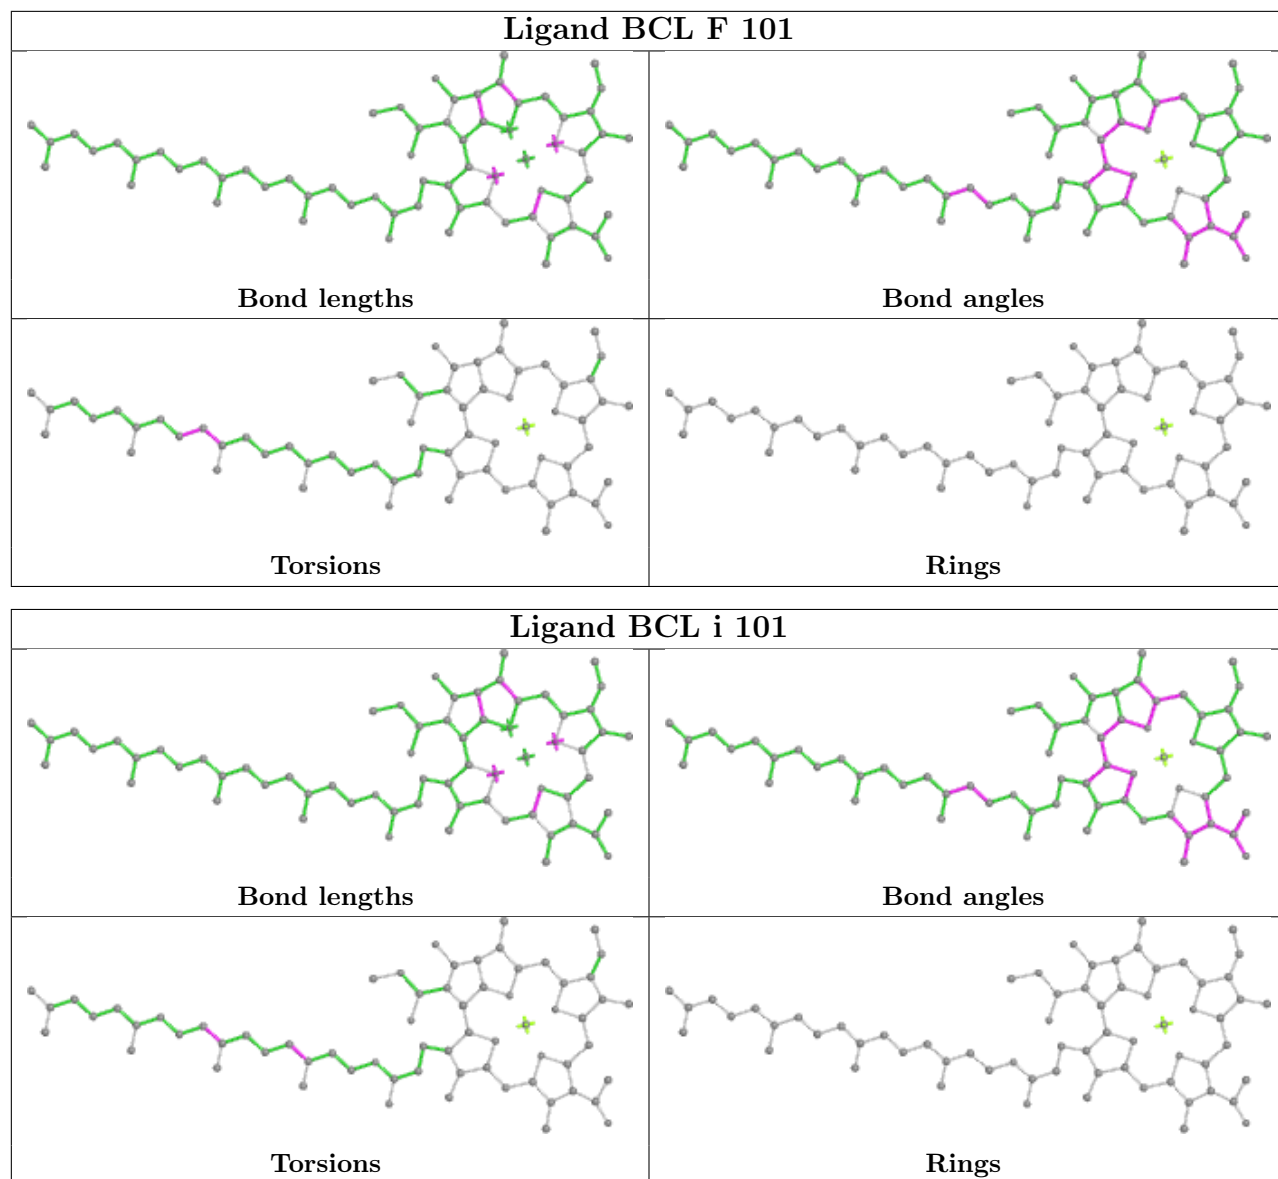 Ligand BCL F 101
Bond lengths
Bond angles
Torsions
Rings
Ligand BCL i 101
Bond lengths
Bond angles
Torsions
Rings